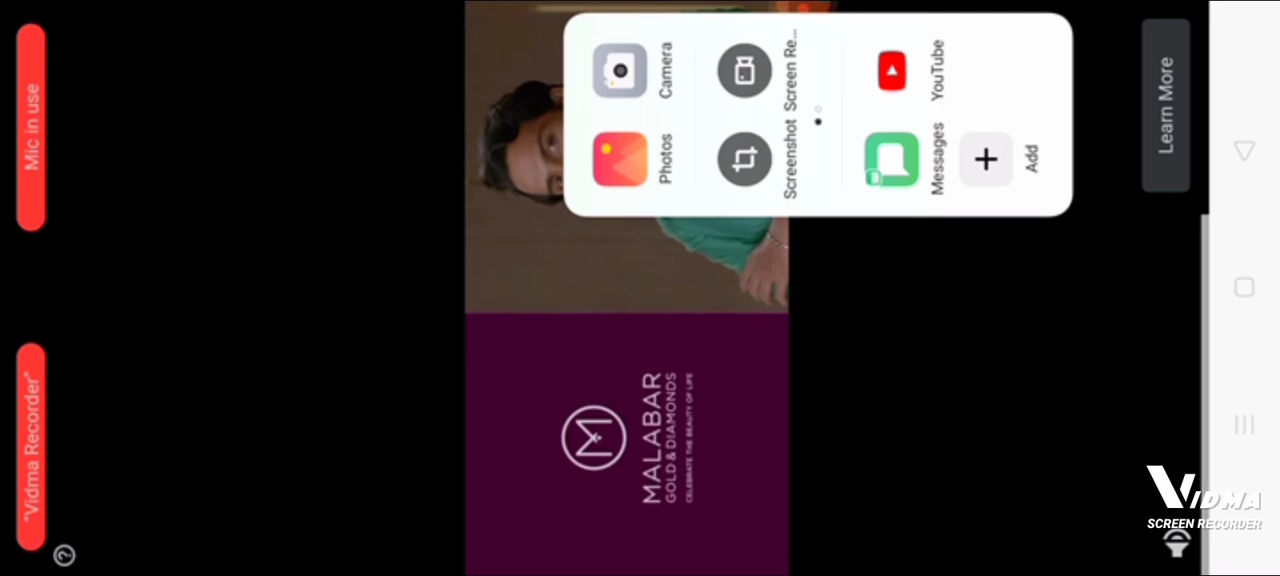 "Vidma Recorder"
Mic in use
MALABAR
GOLD & DIAMONDS
CELEBRATE THE BEAUTY OF LIFE
Photos
Camera
Screenshot
Screen Re...
Messages
YouTube
Add
Learn More
VIDMA
SCREEN RECORDER